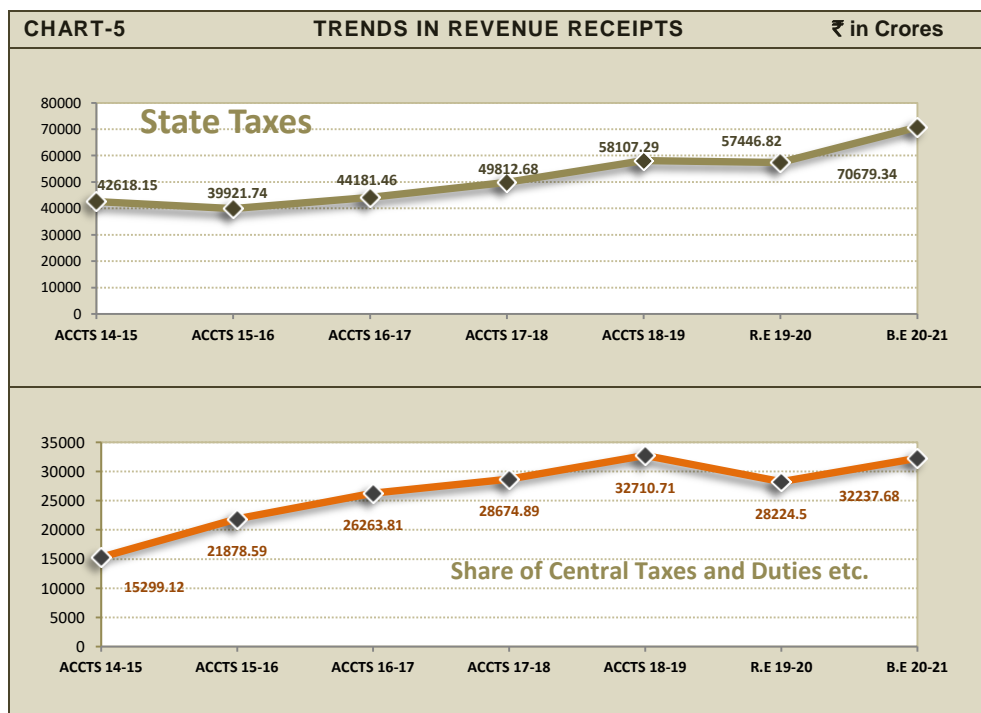 CHART-5 TRENDS IN REVENUE RECEIPTS ₹ in Crores
State Taxes
80000
70000
60000
50000
40000
30000
20000
10000
0
42618.15 39921.74 44181.46 49812.68 58107.29 57446.82 70679.34
ACCTS 14-15 ACCTS 15-16 ACCTS 16-17 ACCTS 17-18 ACCTS 18-19 R.E 19-20 B.E 20-21
35000
30000
25000
20000
15000
10000
5000
0
15299.12 21878.59 26263.81 28674.89 32710.71 28224.5 32237.68
Share of Central Taxes and Duties etc.
ACCTS 14-15 ACCTS 15-16 ACCTS 16-17 ACCTS 17-18 ACCTS 18-19 R.E 19-20 B.E 20-21